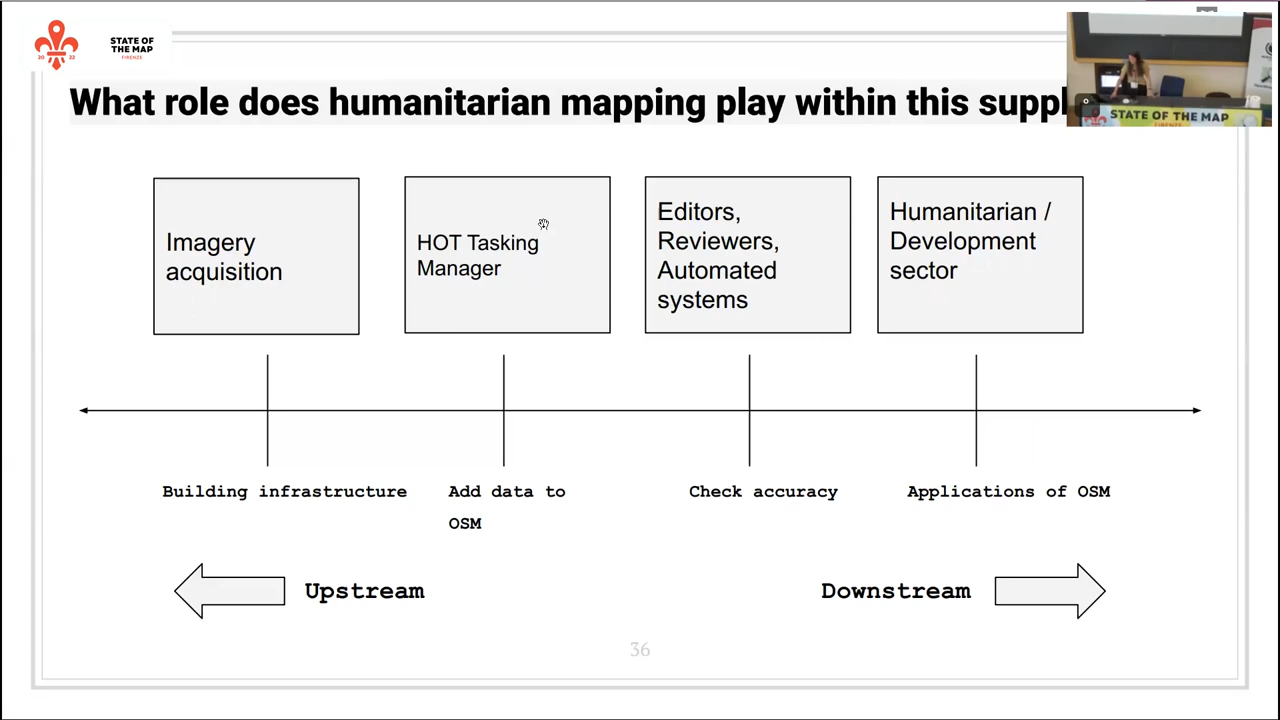 STATE OF
THE MAP
FIRENZE
2022
What role does humanitarian mapping play within this suppl
STATE OF THE MAP
FIRENZE
Imagery
acquisition
HOT Tasking
Manager
Editors,
Reviewers,
Automated
systems
Humanitarian /
Development
sector
Building infrastructure
Add data to
OSM
Check accuracy
Applications of OSM
Upstream
Downstream
36